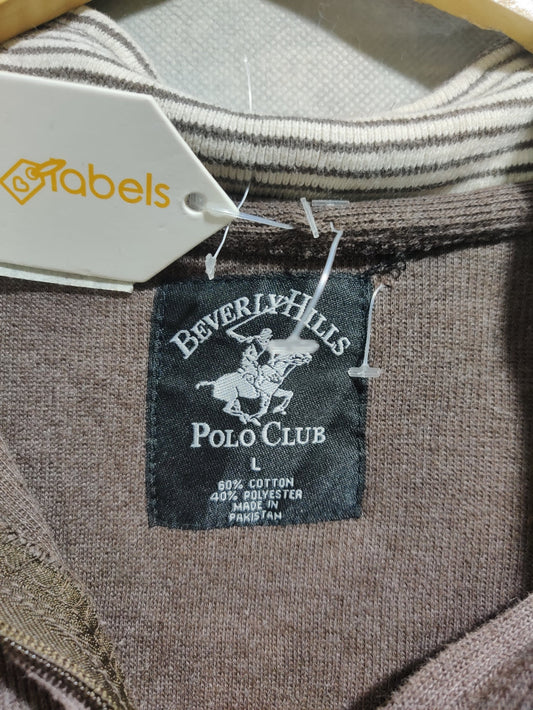 labels
BEVERLY HILLS
POLO CLUB
L
60% COTTON
40% POLYESTER
MADE IN
PAKISTAN